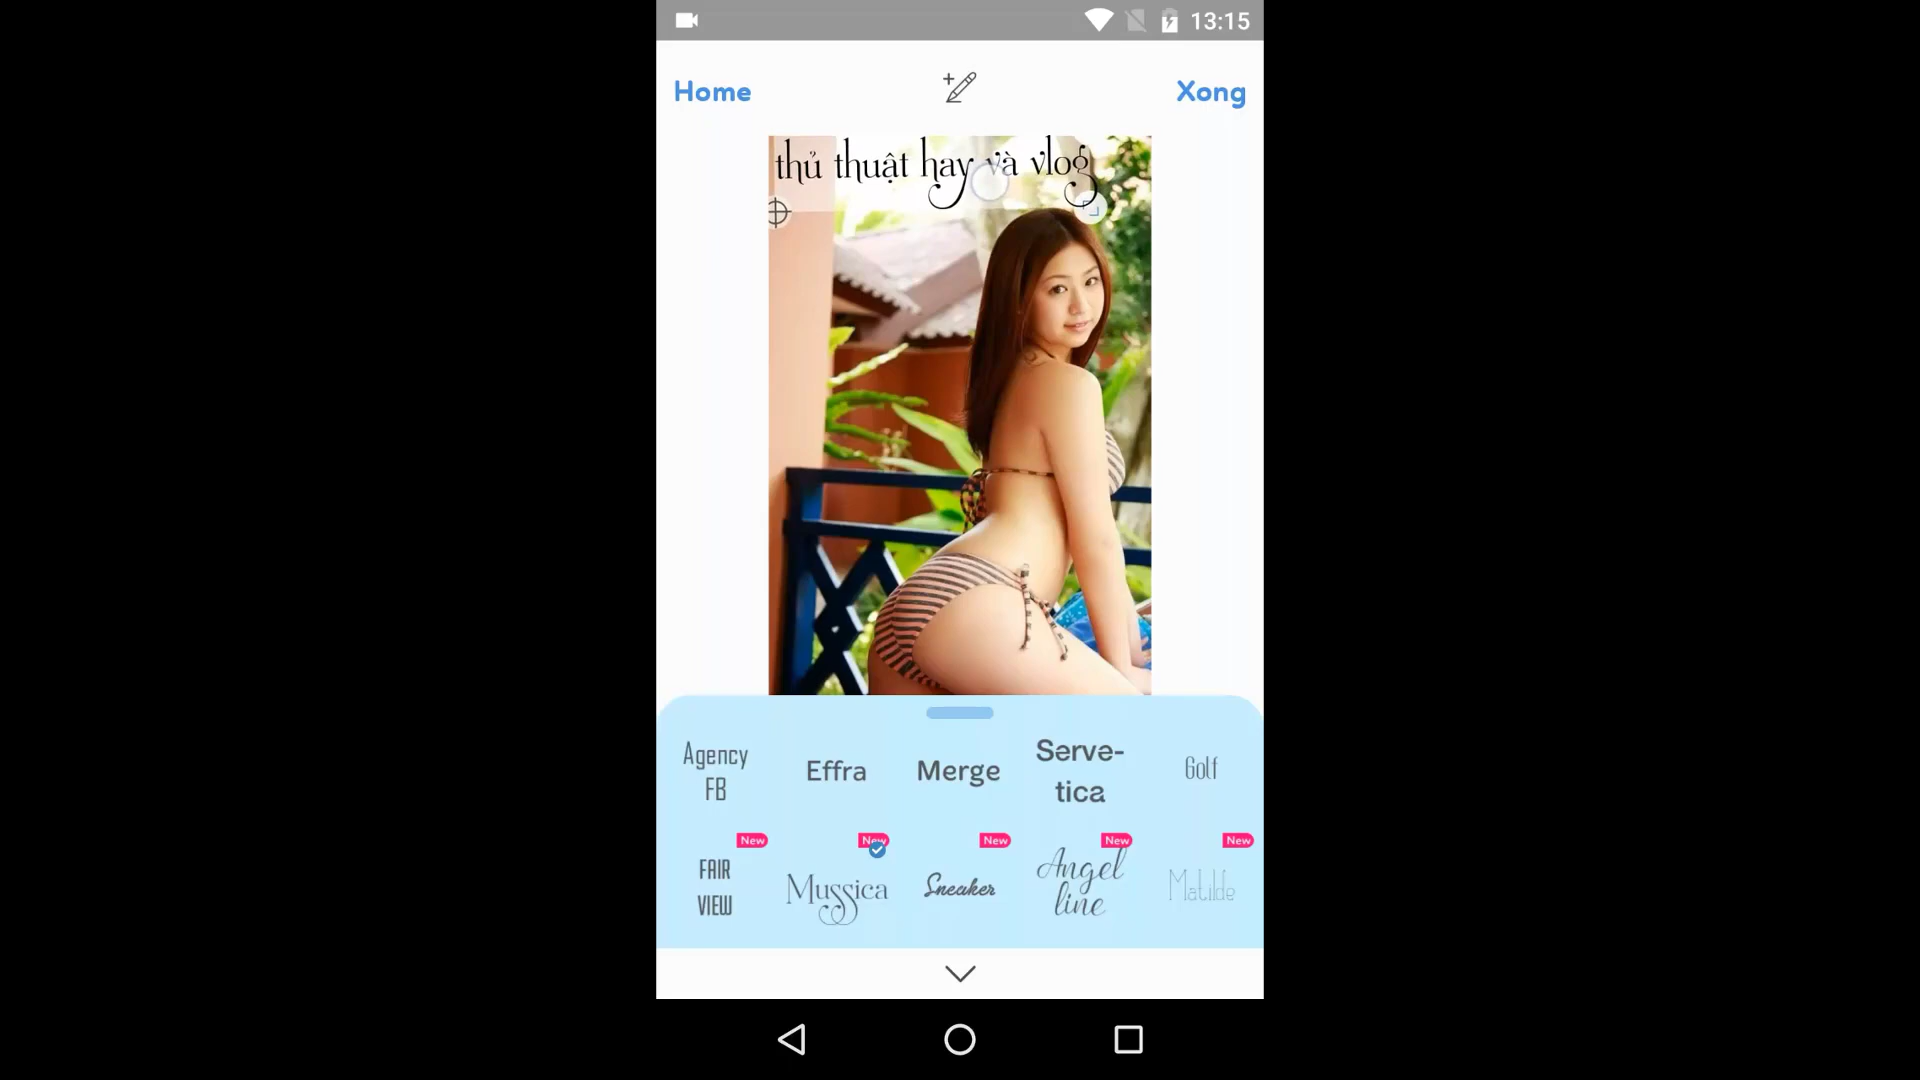 13:15
Home
Xong
thủ thuật hay và vlog
Agency
FB
Effra
Merge
Serve-
tica
Golf
New
New
New
New
New
FAIR
VIEW
Mussica
Sneaker
Angel
line
Matilde